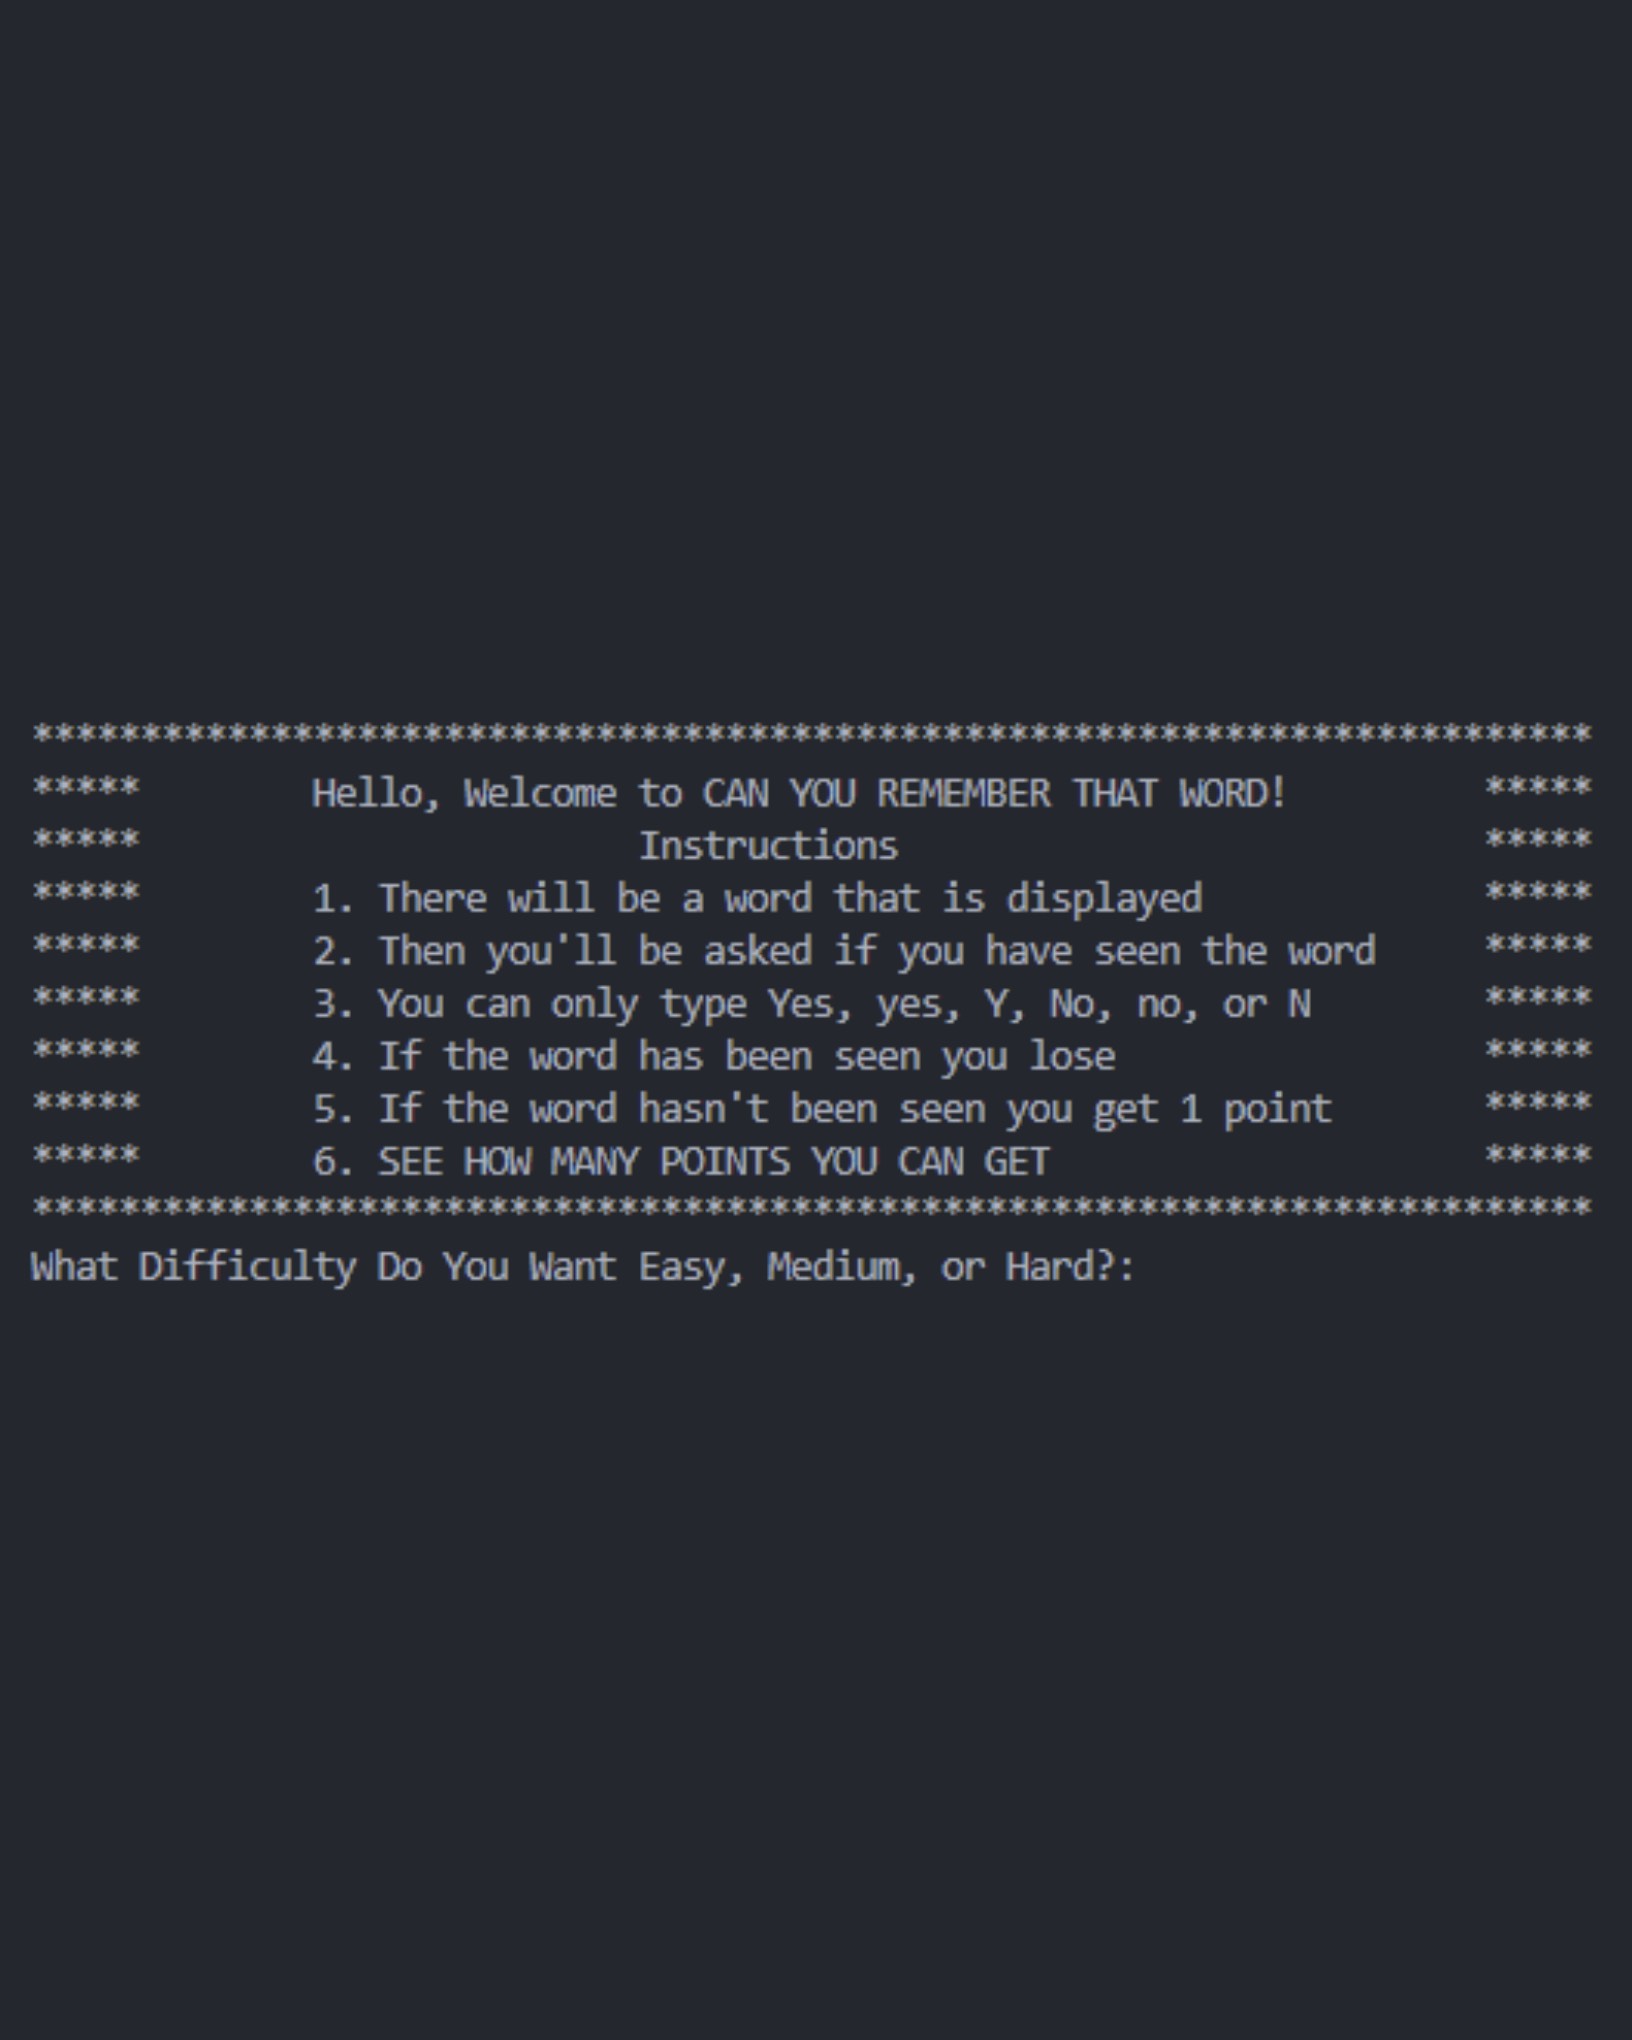 ************************************************************************
***** Hello, Welcome to CAN YOU REMEMBER THAT WORD! *****
***** Instructions *****
***** 1. There will be a word that is displayed *****
***** 2. Then you'll be asked if you have seen the word *****
***** 3. You can only type Yes, yes, Y, No, no, or N *****
***** 4. If the word has been seen you lose *****
***** 5. If the word hasn't been seen you get 1 point *****
***** 6. SEE HOW MANY POINTS YOU CAN GET *****
************************************************************************
What Difficulty Do You Want Easy, Medium, or Hard?: